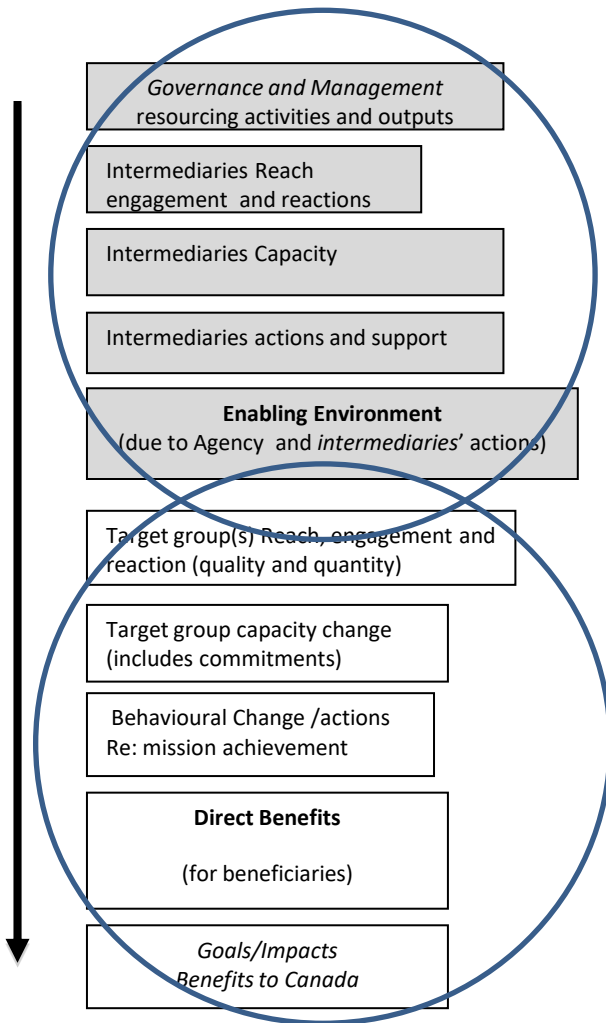 Governance and Management
resourcing activities and outputs
Intermediaries Reach
engagement and reactions
Intermediaries Capacity
Intermediaries actions and support
Enabling Environment
(due to Agency and intermediaries' actions)
Target group(s) Reach, engagement and
reaction (quality and quantity)
Target group capacity change
(includes commitments)
Behavioural Change /actions
Re: mission achievement
Direct Benefits
(for beneficiaries)
Goals/Impacts
Benefits to Canada